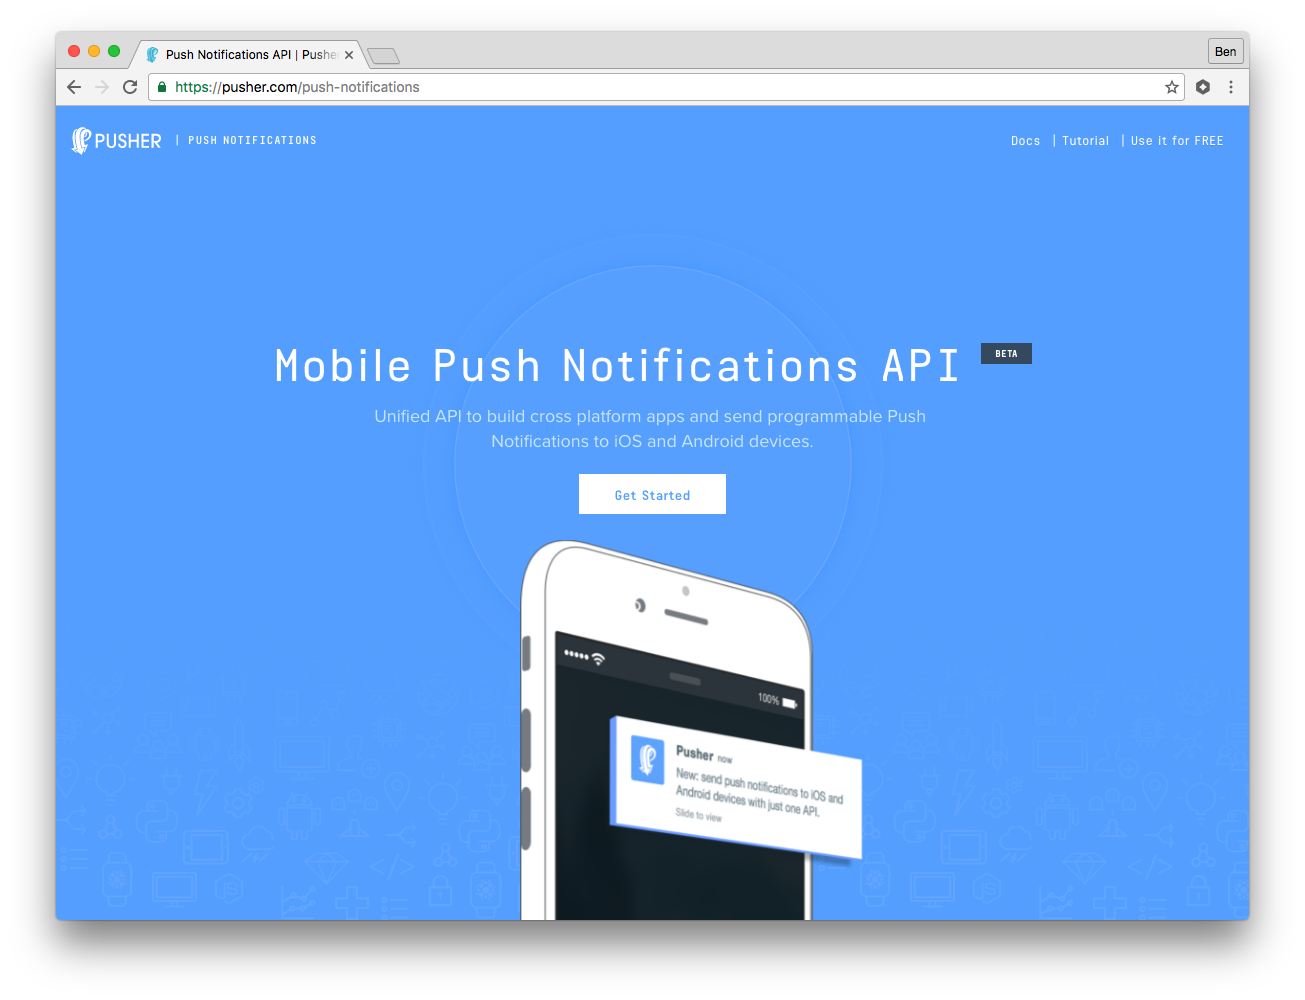 Push Notifications API | Pushe
Ben
https://pusher.com/push-notifications
PUSHER | PUSH NOTIFICATIONS
Docs | Tutorial | Use it for FREE
Mobile Push Notifications API BETA
Unified API to build cross platform apps and send programmable Push
Notifications to iOS and Android devices.
Get Started
100%
Pusher now
New: send push notifications to iOS and
Android devices with just one API.
Slide to view